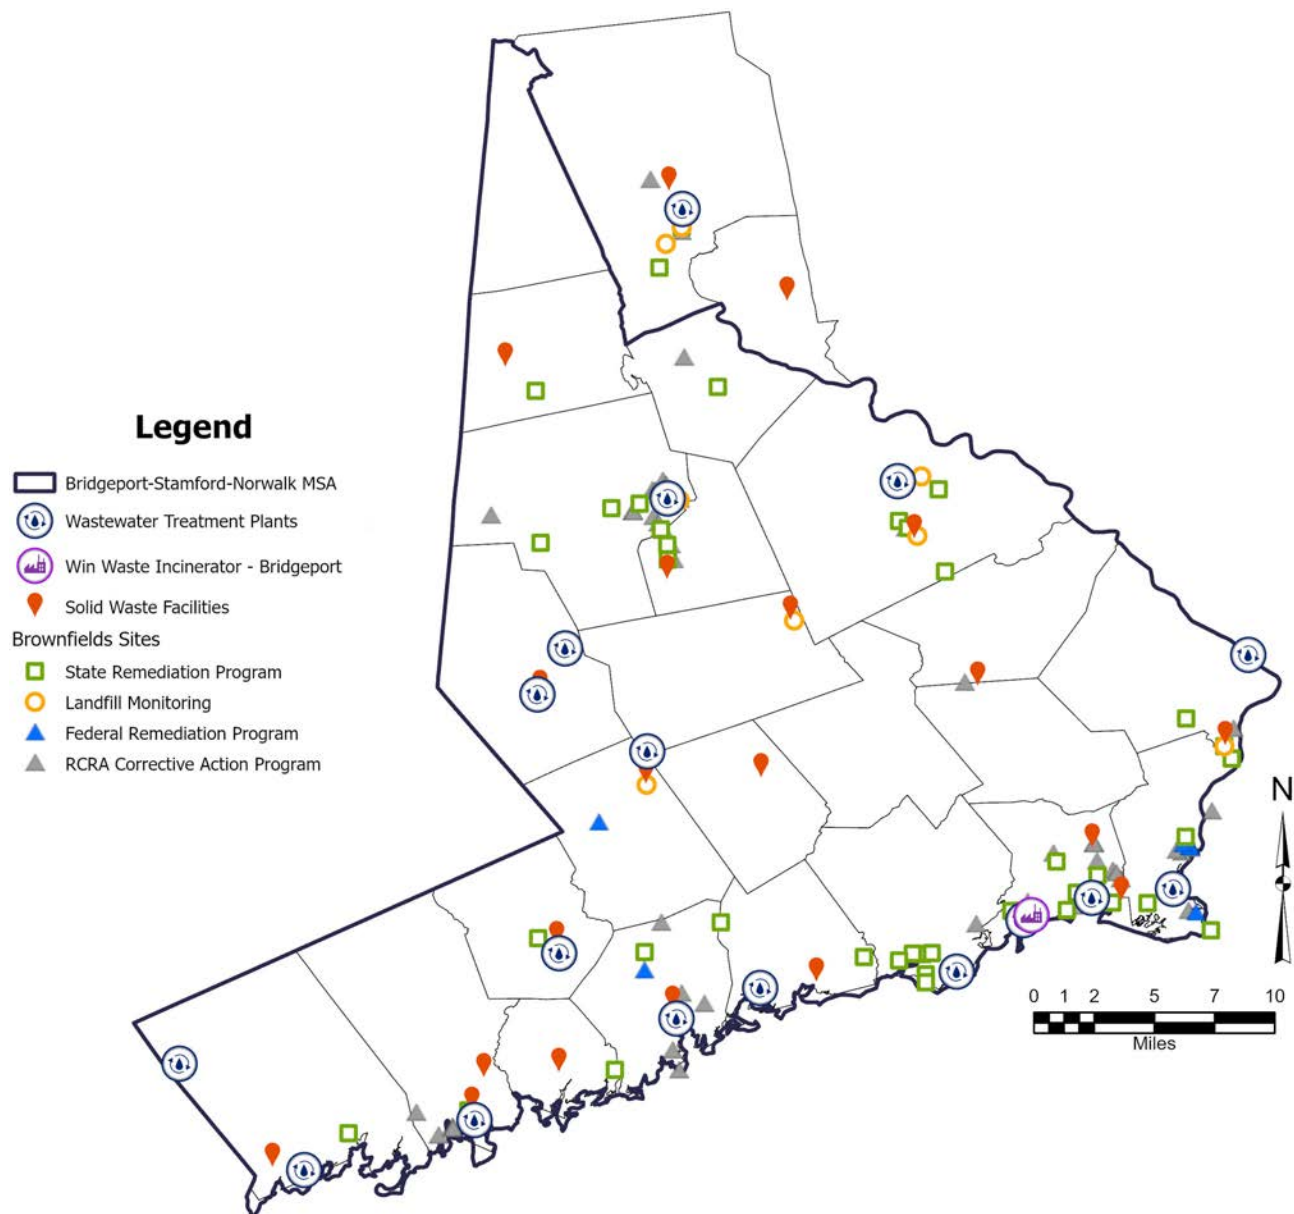 Legend
Bridgeport-Stamford-Norwalk MSA
Wastewater Treatment Plants
Win Waste Incinerator - Bridgeport
Solid Waste Facilities
Brownfields Sites
State Remediation Program
Landfill Monitoring
Federal Remediation Program
RCRA Corrective Action Program
N
0 1 2 5 7 10
Miles